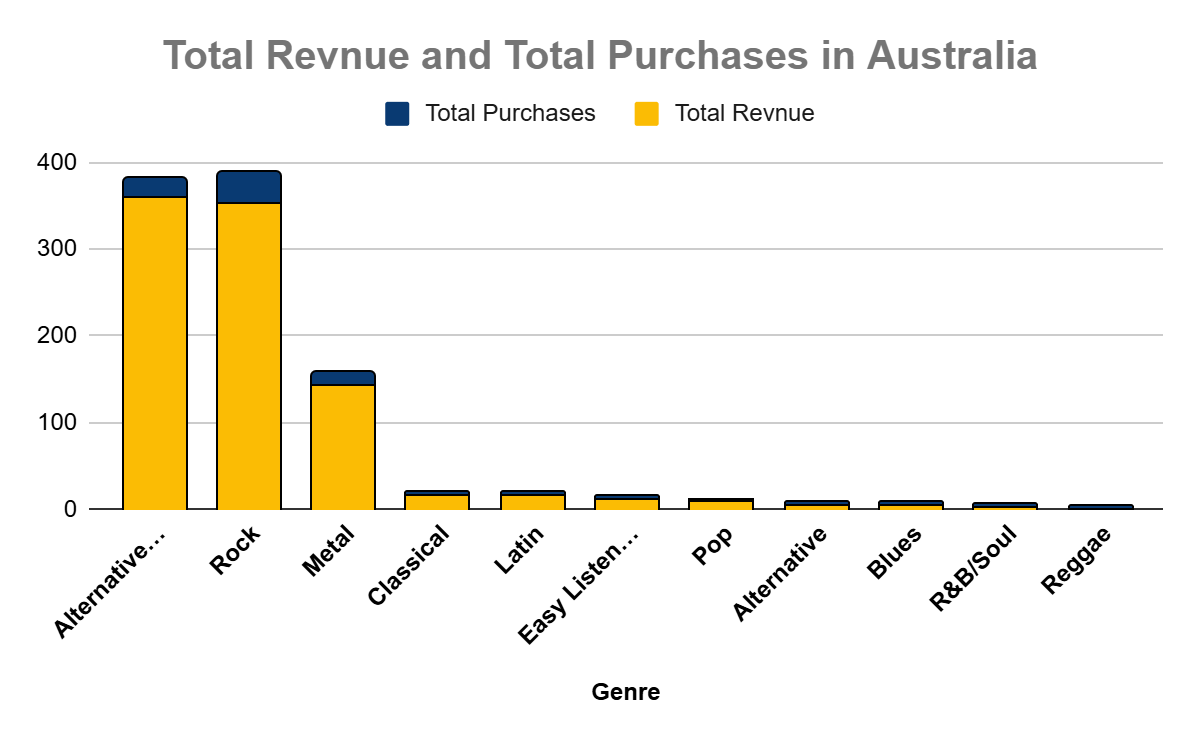 Total Revnue and Total Purchases in Australia
Total Purchases Total Revnue
400
300
200
100
0
Alternative… Rock Metal Classical Latin Easy Listen… Pop Alternative Blues R&B/Soul Reggae
Genre